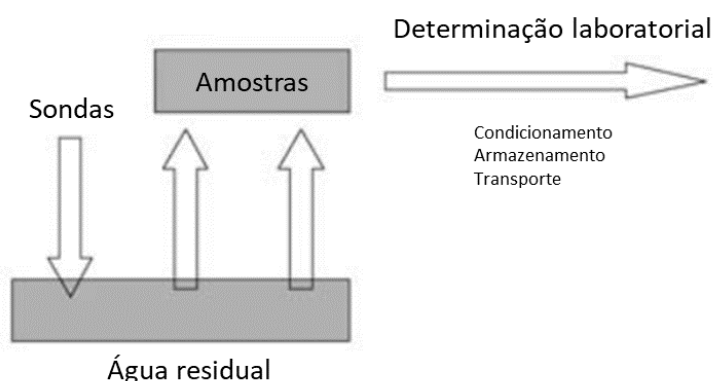 Determinação laboratorial
Amostras
Sondas
Condicionamento
Armazenamento
Transporte
Água residual